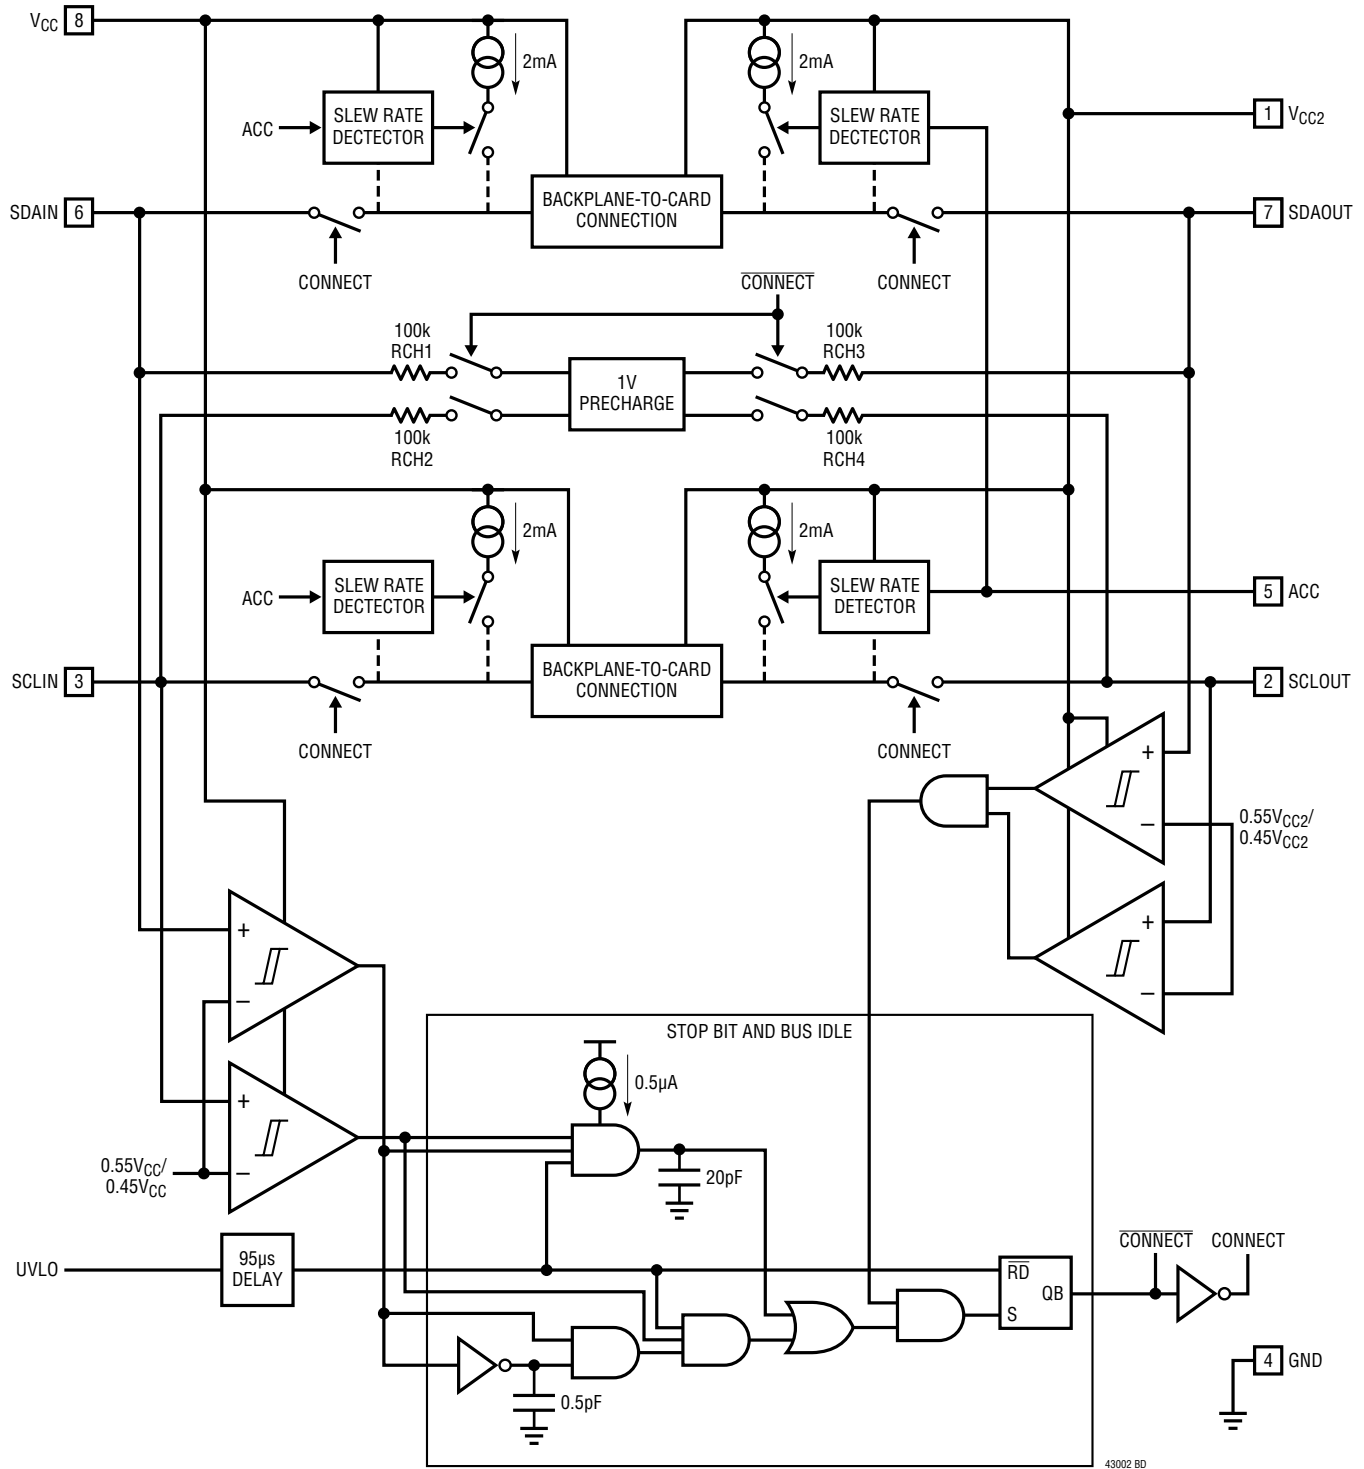 VCC 8
2mA
2mA
ACC
SLEW RATE
DECTECTOR
SLEW RATE
DECTECTOR
1 VCC2
SDAIN 6
BACKPLANE-TO-CARD
CONNECTION
7 SDAOUT
CONNECT
CONNECT
CONNECT
100k
RCH1
100k
RCH3
1V
PRECHARGE
100k
RCH2
100k
RCH4
2mA
2mA
ACC
SLEW RATE
DECTECTOR
SLEW RATE
DETECTOR
5 ACC
SCLIN 3
BACKPLANE-TO-CARD
CONNECTION
2 SCLOUT
CONNECT
CONNECT
+
–
0.55VCC2/
0.45VCC2
+
–
+
–
STOP BIT AND BUS IDLE
0.5µA
+
–
0.55VCC/
0.45VCC
20pF
UVLO
95µs
DELAY
RD
QB
S
CONNECT
CONNECT
0.5pF
4 GND
43002 BD